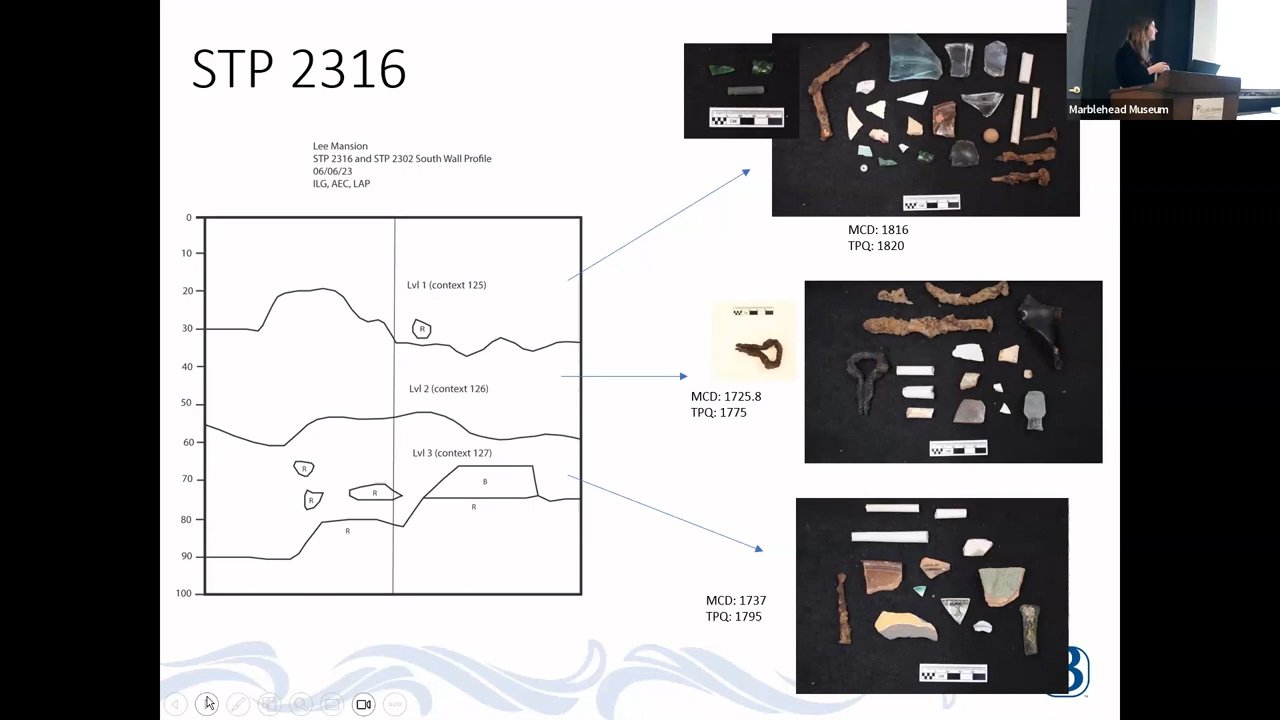 STP 2316
Lee Mansion
STP 2316 and STP 2302 South Wall Profile
06/06/23
ILG, AEC, LAP
0
10
20
30
40
50
60
70
80
90
100
Lvl 1 (context 125)
R
Lvl 2 (context 126)
Lvl 3 (context 127)
R
R
R
B
R
R
MCD: 1816
TPQ: 1820
MCD: 1725.8
TPQ: 1775
MCD: 1737
TPQ: 1795
Marblehead Museum